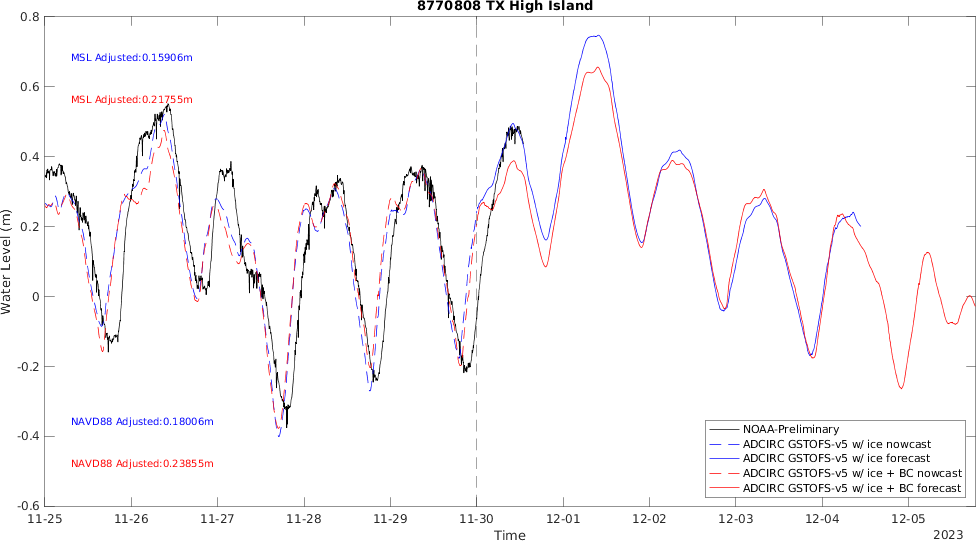 8770808 TX High Island
0.8
0.6
0.4
0.2
0
-0.2
-0.4
-0.6
Water Level (m)
MSL Adjusted:0.15906m
MSL Adjusted:0.21755m
NAVD88 Adjusted:0.18006m
NAVD88 Adjusted:0.23855m
NOAA-Preliminary
ADCIRC GSTOFS-v5 w/ ice nowcast
ADCIRC GSTOFS-v5 w/ ice forecast
ADCIRC GSTOFS-v5 w/ ice + BC nowcast
ADCIRC GSTOFS-v5 w/ ice + BC forecast
11-25 11-26 11-27 11-28 11-29 11-30 12-01 12-02 12-03 12-04 12-05
Time
2023